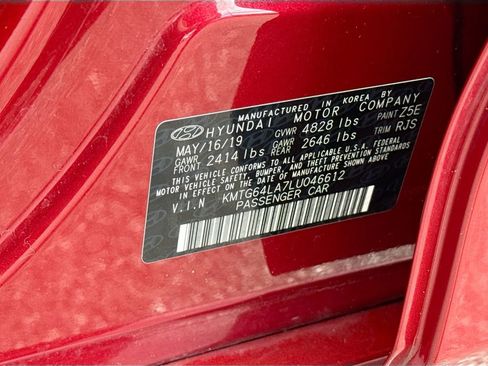 MANUFACTURED IN KOREA BY
HYUNDAI MOTOR COMPANY
MAY/16/19 GVWR 4828 lbs PAINT Z5E
GAWR FRONT 2414 lbs GAWR REAR 2646 lbs TRIM RJS
THIS VEHICLE CONFORMS TO ALL APPLICABLE U.S.A FEDERAL
MOTOR VEHICLE SAFETY, BUMPER, AND THEFT PREVENTION
STANDARDS IN EFFECT ON THE DATE OF MANUFACTURE SHOWN ABOVE.
V.I.N KMTG64LA7LU046612
PASSENGER CAR